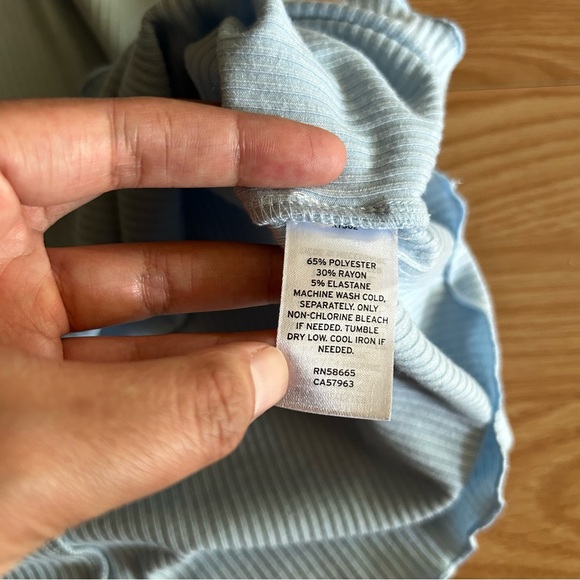 65% POLYESTER
30% RAYON
5% ELASTANE
MACHINE WASH COLD,
SEPARATELY. ONLY
NON-CHLORINE BLEACH
IF NEEDED. TUMBLE
DRY LOW. COOL IRON IF
NEEDED.
RN58665
CA57963